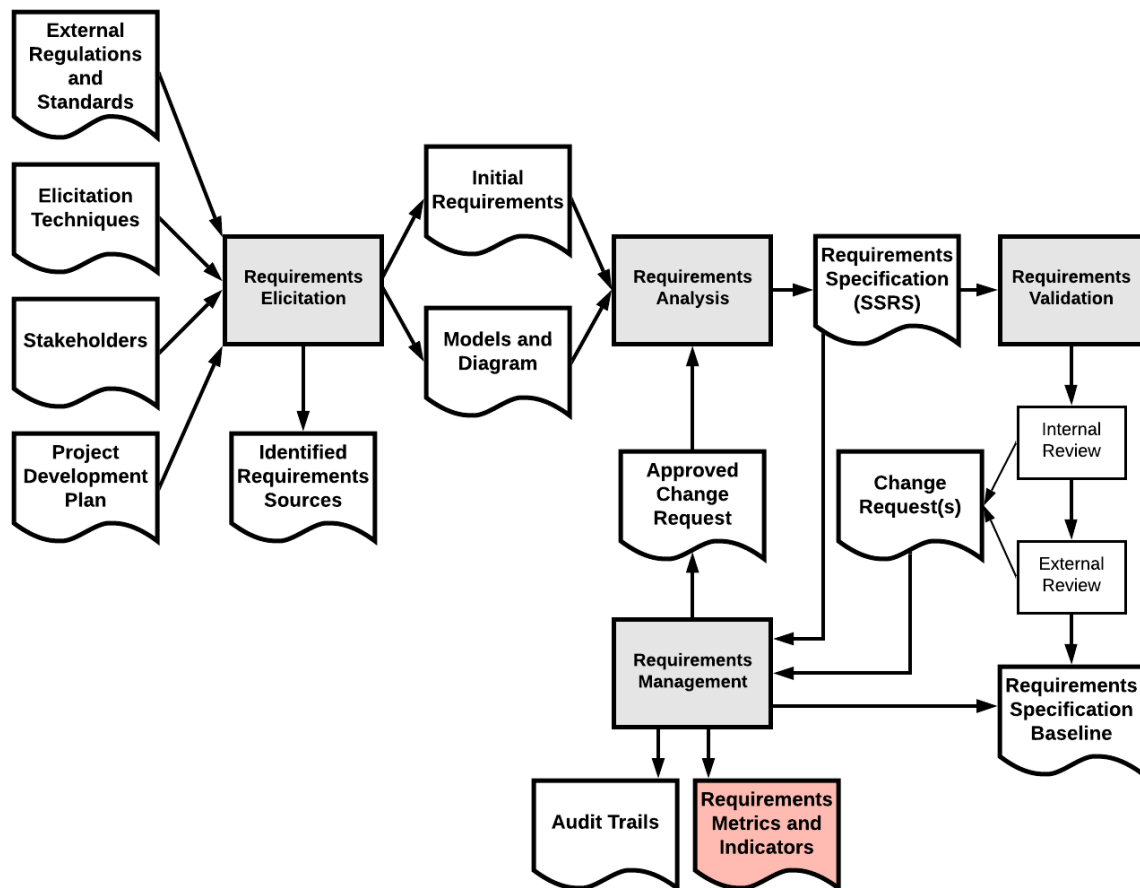 External
Regulations
and
Standards
Elicitation
Techniques
Stakeholders
Project
Development
Plan
Requirements
Elicitation
Identified
Requirements
Sources
Initial
Requirements
Models and
Diagram
Requirements
Analysis
Requirements
Specification
(SSRS)
Requirements
Validation
Internal
Review
External
Review
Change
Request(s)
Approved
Change
Request
Requirements
Management
Requirements
Specification
Baseline
Audit Trails
Requirements
Metrics and
Indicators